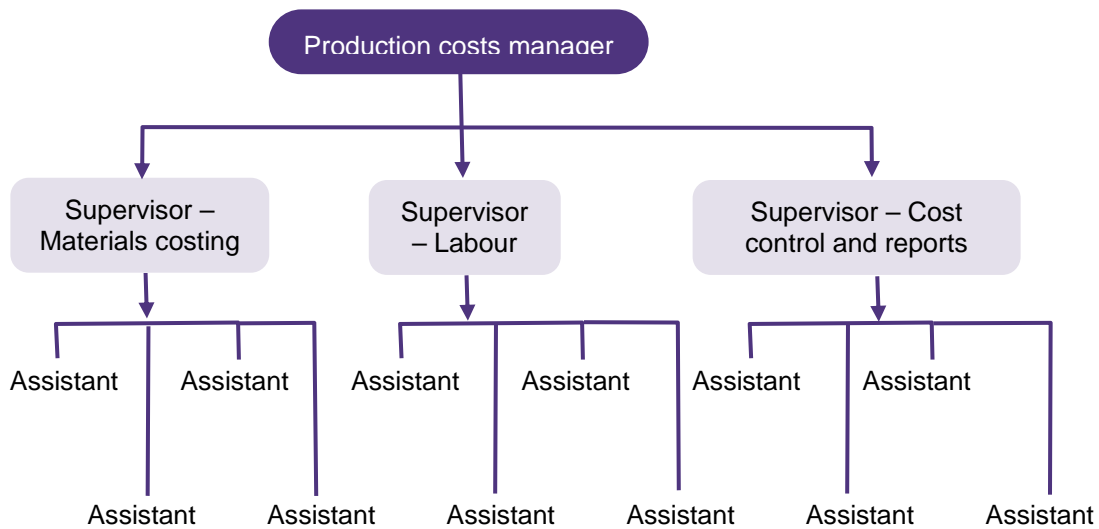 Production costs manager
Supervisor –
Materials costing
Supervisor
– Labour
Supervisor – Cost
control and reports
Assistant
Assistant
Assistant
Assistant
Assistant
Assistant
Assistant
Assistant
Assistant
Assistant
Assistant
Assistant